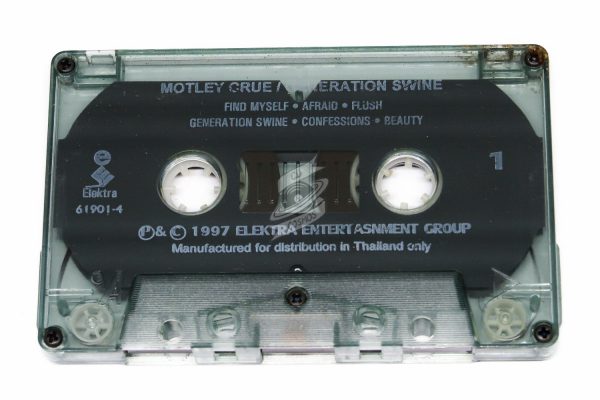 MOTLEY CRUE / GENERATION SWINE
FIND MYSELF • AFRAID • FLUSH
GENERATION SWINE • CONFESSIONS • BEAUTY
e
Elektra
61901-4
1
COSMOS
℗ & © 1997 ELEKTRA ENTERTASNMENT GROUP
Manufactured for distribution in Thailand only